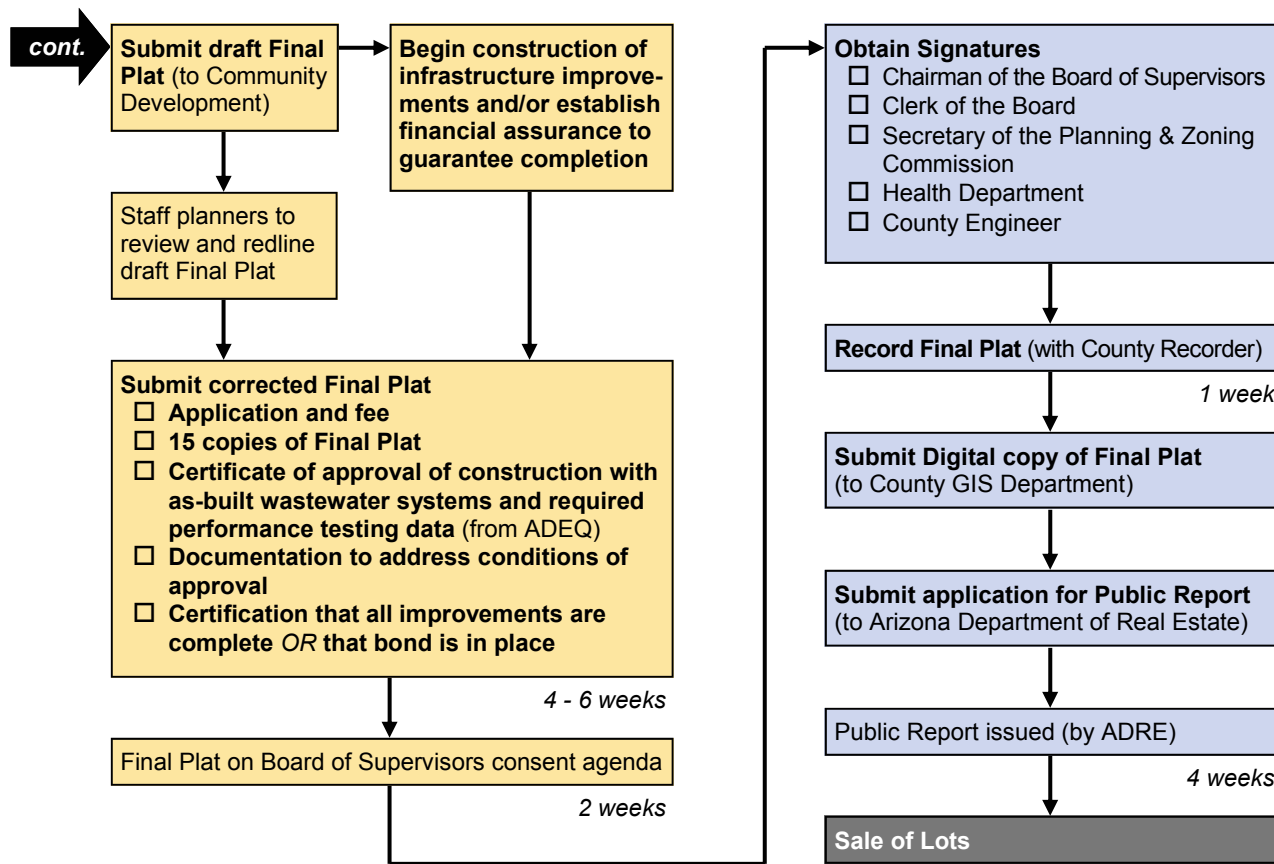 cont.
Submit draft Final
Plat (to Community
Development)
Begin construction of
infrastructure improve-
ments and/or establish
financial assurance to
guarantee completion
Staff planners to
review and redline
draft Final Plat
Submit corrected Final Plat
☐ Application and fee
☐ 15 copies of Final Plat
☐ Certificate of approval of construction with
as-built wastewater systems and required
performance testing data (from ADEQ)
☐ Documentation to address conditions of
approval
☐ Certification that all improvements are
complete OR that bond is in place
4 - 6 weeks
Final Plat on Board of Supervisors consent agenda
2 weeks
Obtain Signatures
☐ Chairman of the Board of Supervisors
☐ Clerk of the Board
☐ Secretary of the Planning & Zoning
Commission
☐ Health Department
☐ County Engineer
Record Final Plat (with County Recorder)
1 week
Submit Digital copy of Final Plat
(to County GIS Department)
Submit application for Public Report
(to Arizona Department of Real Estate)
Public Report issued (by ADRE)
4 weeks
Sale of Lots